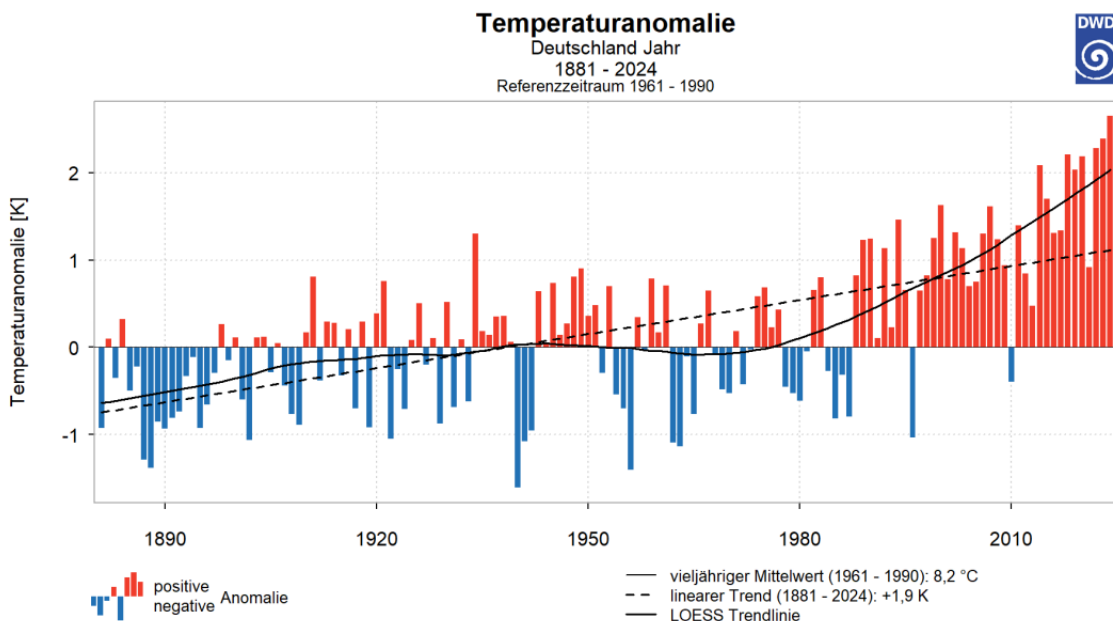 Temperaturanomalie
Deutschland Jahr
1881 - 2024
Referenzzeitraum 1961 - 1990
DWD
Temperaturanomalie [K]
2
1
0
-1
1890
1920
1950
1980
2010
positive
negative
Anomalie
vieljähriger Mittelwert (1961 - 1990): 8,2 °C
linearer Trend (1881 - 2024): +1,9 K
LOESS Trendlinie